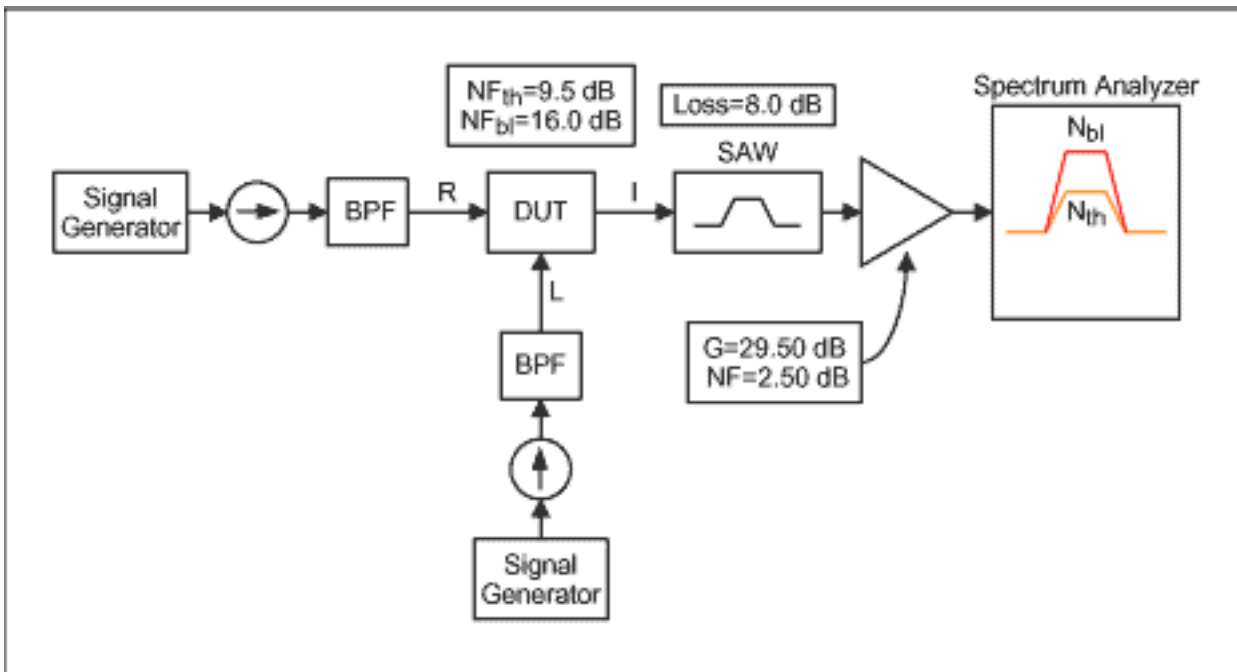 NFth=9.5 dB
NFbl=16.0 dB
Loss=8.0 dB
Spectrum Analyzer
Nbl
Nth
SAW
Signal
Generator
BPF
R
DUT
I
L
BPF
G=29.50 dB
NF=2.50 dB
Signal
Generator